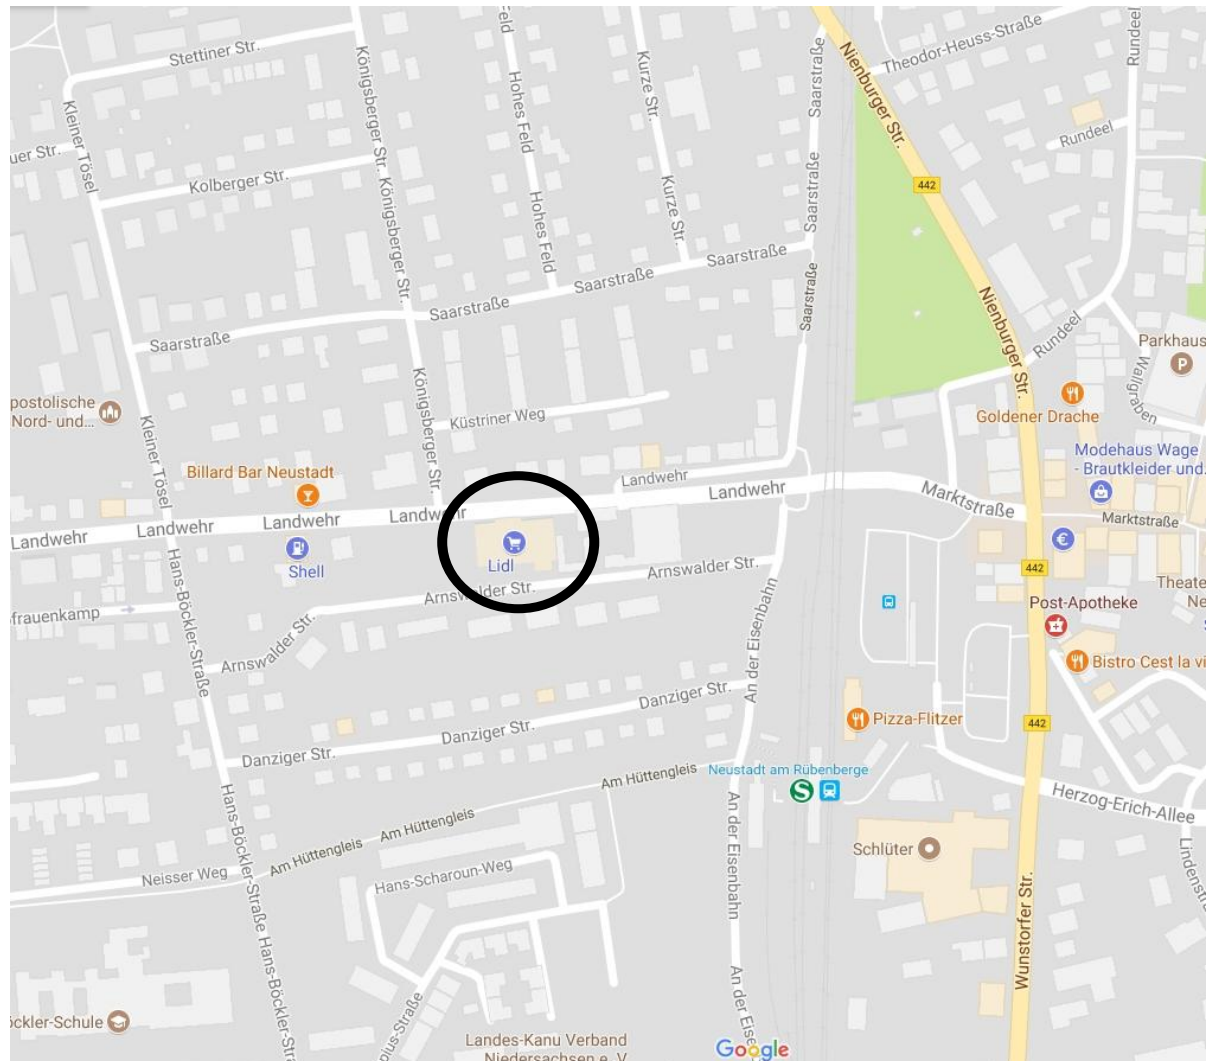 Stettiner Str.
Königsberger Str.
Hohes Feld
Kurze Str.
Saarstraße
Nienburger Str.
Theodor-Heuss-Straße
Rundeel
Kleiner Tösel
Kolberger Str.
Königsberger Str.
Hohes Feld
Kurze Str.
Saarstraße
442
Rundeel
Saarstraße
Saarstraße
Saarstraße
Saarstraße
Saarstraße
Nienburger Str.
Rundeel
Parkhaus
P
Wallgraben
Küstriner Weg
Königsberger Str.
Kleiner Tösel
Goldener Drache
Billard Bar Neustadt
Modehaus Wage
- Brautkleider und
Landwehr
Landwehr
Landwehr
Landwehr
Landwehr
Landwehr
Marktstraße
Marktstraße
€
Shell
Lidl
Arnswalder Str.
Arnswalder Str.
Arnswalder Str.
442
Post-Apotheke
Bistro Cest la vi
Hans-Böckler-Straße
An der Eisenbahn
Danziger Str.
Danziger Str.
Danziger Str.
Pizza-Flitzer
442
Neustadt am Rübenberge
S
Am Hüttengleis
Am Hüttengleis
Am Hüttengleis
Herzog-Erich-Allee
Schlüter
Neisser Weg
Hans-Scharoun-Weg
Hans-Böckler-Straße
Hans-Böckler-Straße
An der Eisenbahn
An der Eise
Wunstorfer Str.
Landes-Kanu Verband
Niedersachsen e. V.
Google